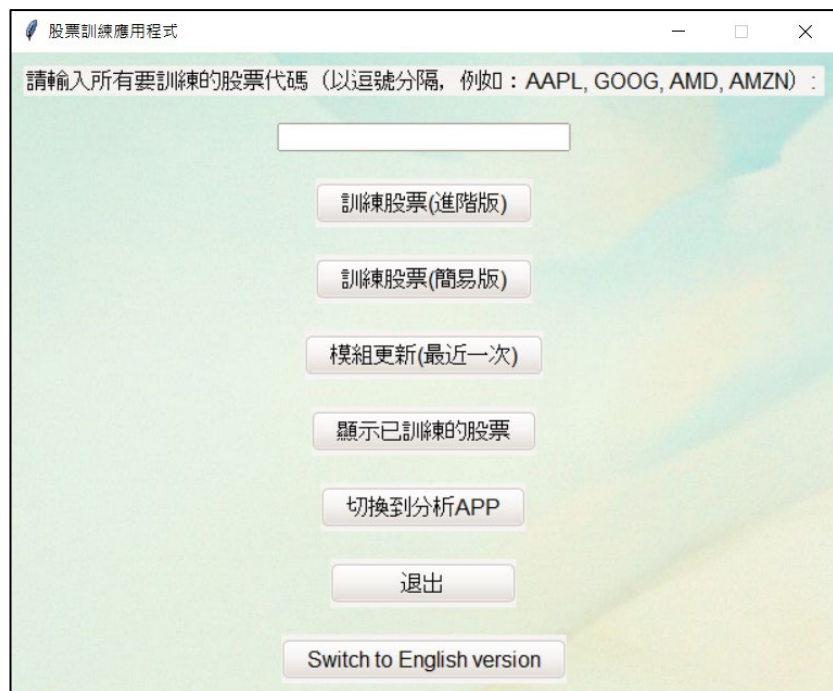 股票訓練應用程式
請輸入所有要訓練的股票代碼（以逗號分隔，例如：AAPL, GOOG, AMD, AMZN）:
訓練股票(進階版)
訓練股票(簡易版)
模組更新(最近一次)
顯示已訓練的股票
切換到分析APP
退出
Switch to English version